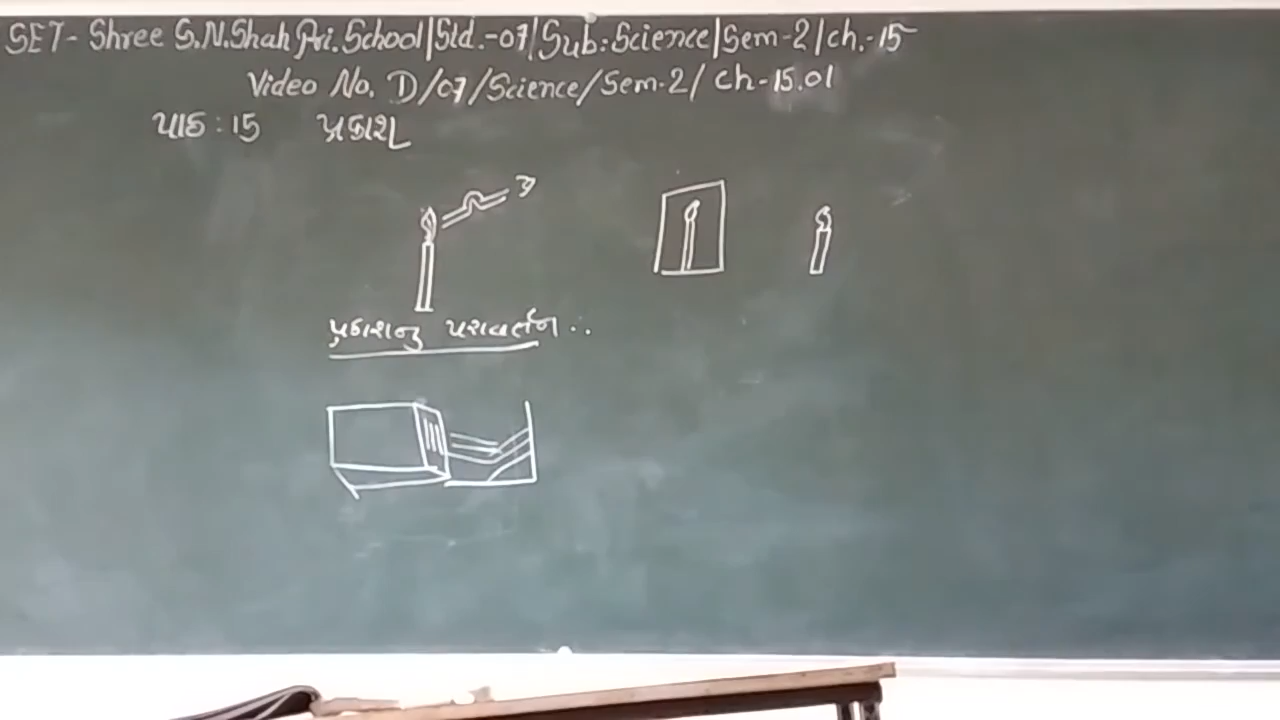 SET- Shree S.N.Shah Pri.School|Std.-07|Sub:Science|Sem-2|ch.-15
Video No. D/07/Science/Sem-2/ch-15.01
પાઠ : 15 પ્રકાશ
પ્રકાશનુ પરાવર્તન ..